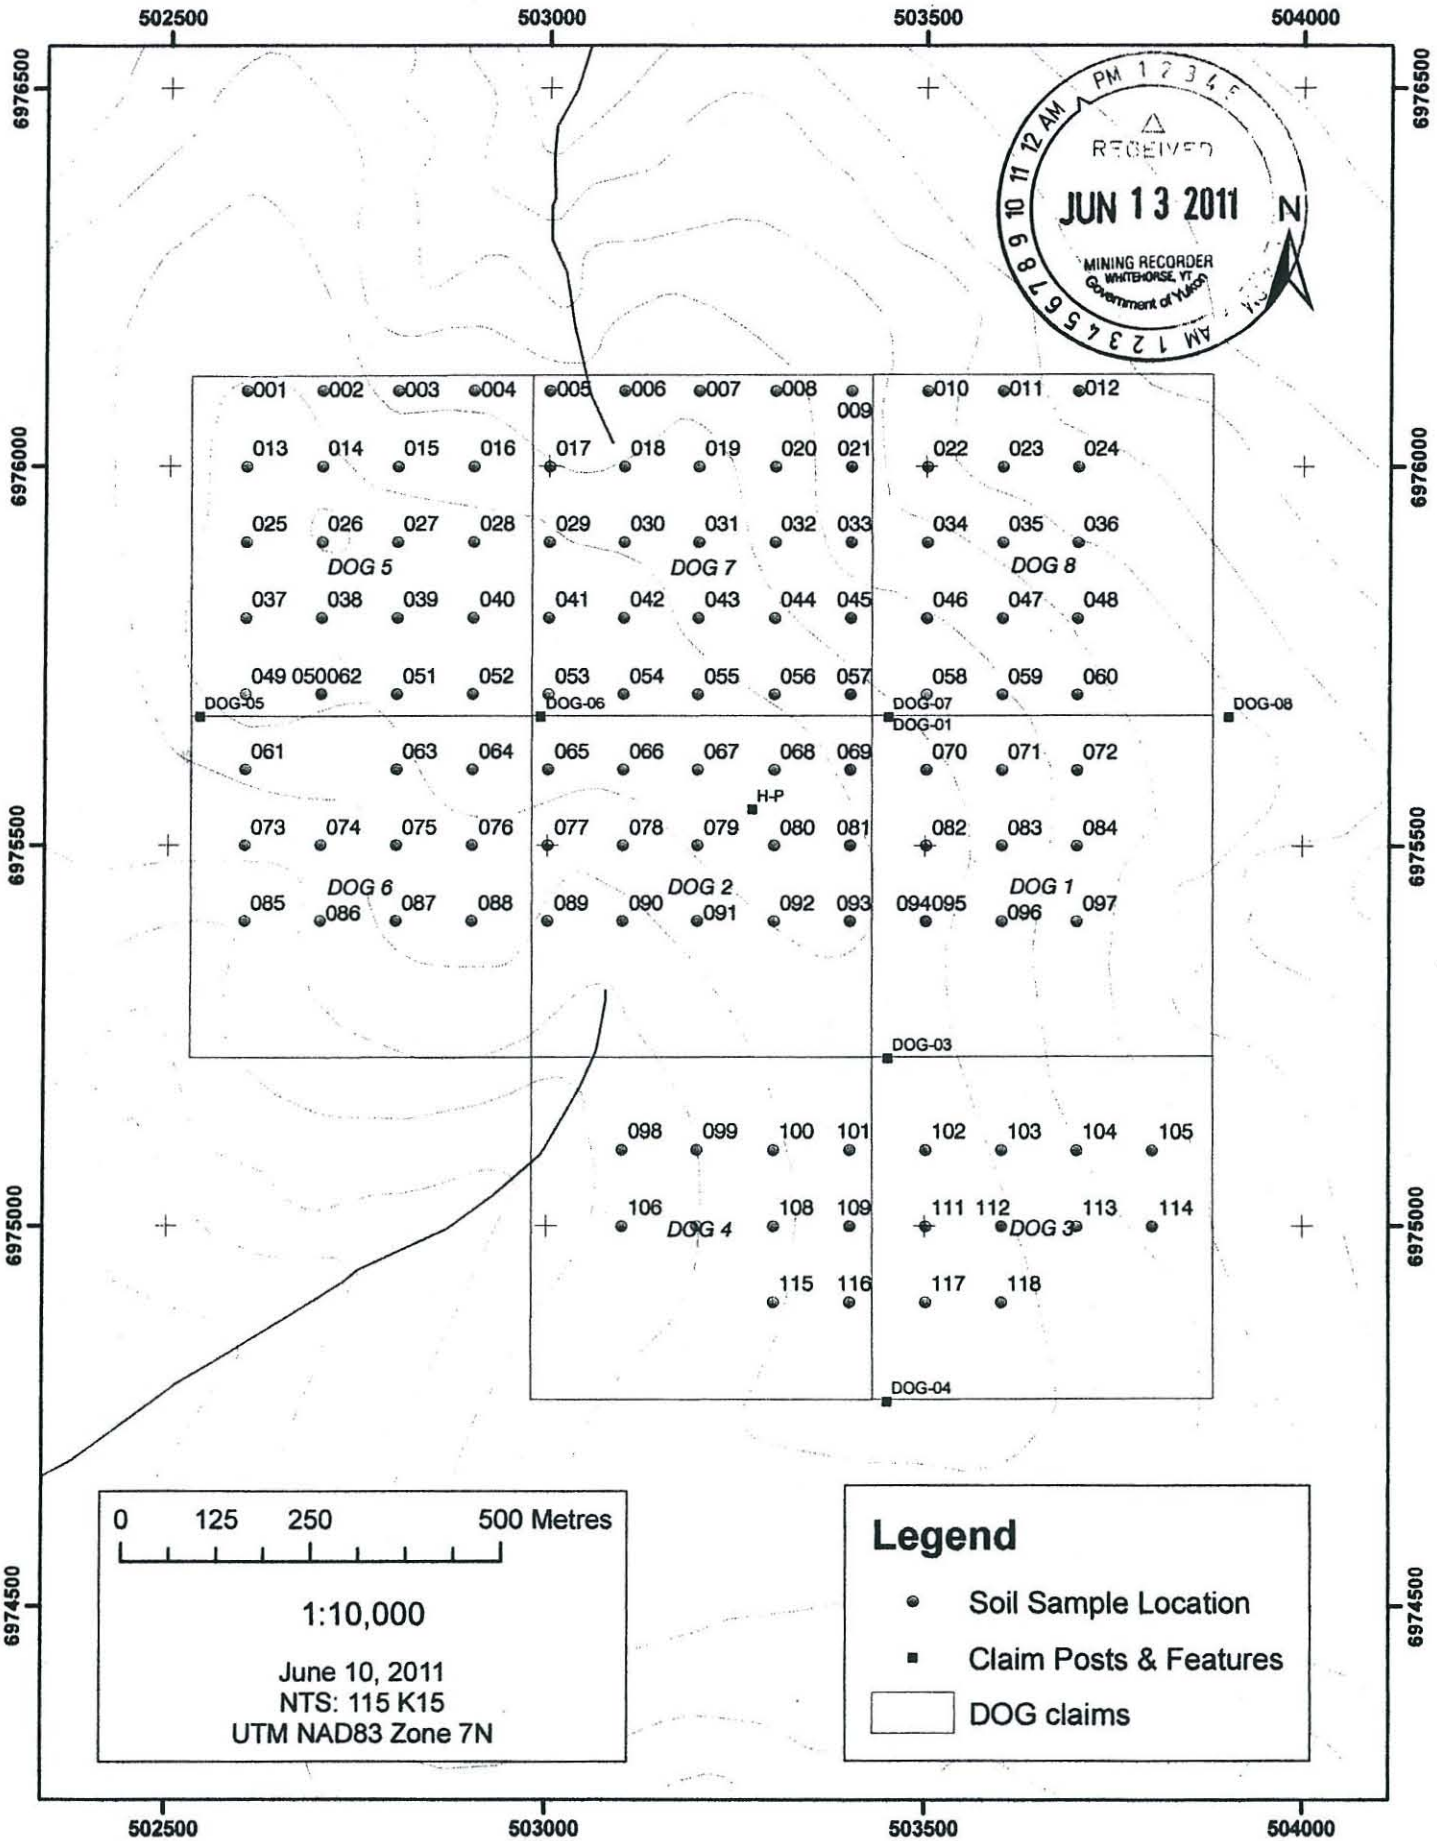 502500 503000 503500 504000
6976500 6976500
PM 1 2 3 4
12 AM
RECEIVED
JUN 13 2011
N
MINING RECORDER
WHITEHORSE, YT
Government of Yukon
AM 1 2 3 4 5 6 7 8 9 10 11
001 002 003 004 005 006 007 008 009 010 011 012
013 014 015 016 017 018 019 020 021 022 023 024
6976000 6976000
025 026 027 028 029 030 031 032 033 034 035 036
DOG 5 DOG 7 DOG 8
037 038 039 040 041 042 043 044 045 046 047 048
049 050062 051 052 053 054 055 056 057 058 059 060
DOG-05 DOG-06 DOG-07 DOG-08
DOG-01
061 063 064 065 066 067 068 069 070 071 072
H-P
073 074 075 076 077 078 079 080 081 082 083 084
6975500 6975500
DOG 6 DOG 2 DOG 1
085 086 087 088 089 090 091 092 093 094095 096 097
DOG-03
098 099 100 101 102 103 104 105
106 108 109 111 112 113 114
6975000 6975000
DOG 4 DOG 3
115 116 117 118
DOG-04
0 125 250 500 Metres
1:10,000
June 10, 2011
NTS: 115 K15
UTM NAD83 Zone 7N
Legend
Soil Sample Location
Claim Posts & Features
DOG claims
6974500 6974500
502500 503000 503500 504000